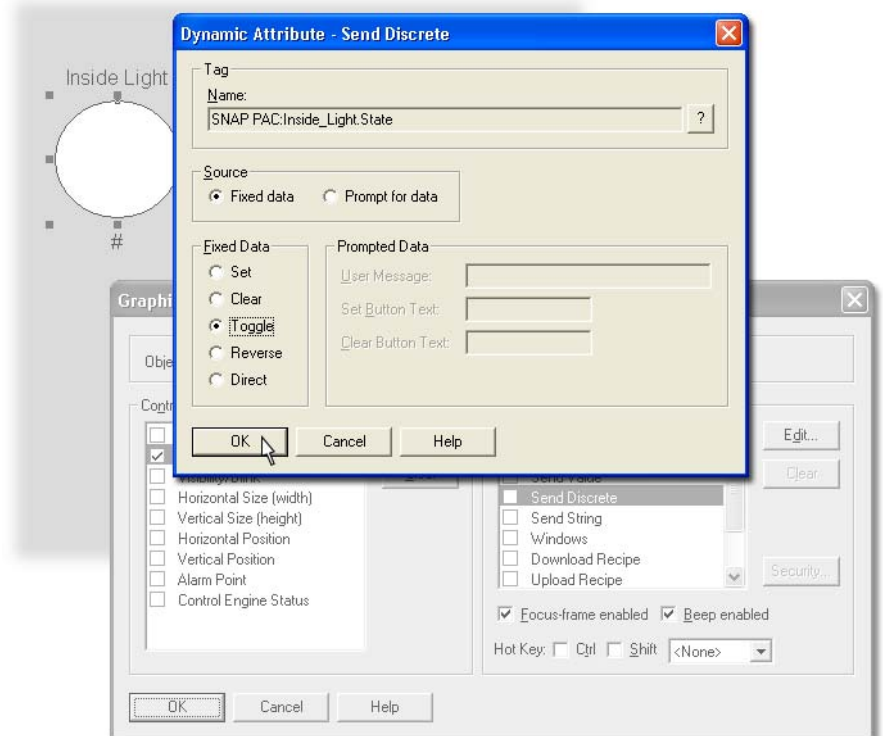 Dynamic Attribute - Send Discrete
Inside Light
Tag
Name:
SNAP PAC:Inside_Light.State
?
Source
Fixed data
Prompt for data
#
Fixed Data
Set
Clear
Toggle
Reverse
Direct
Prompted Data
User Message:
Set Button Text:
Clear Button Text:
OK
Cancel
Help
Horizontal Size (width)
Vertical Size (height)
Horizontal Position
Vertical Position
Alarm Point
Control Engine Status
Send Value
Send Discrete
Send String
Windows
Download Recipe
Upload Recipe
Edit...
Clear
Security...
Focus-frame enabled
Beep enabled
Hot Key:
Ctrl
Shift
<None>
OK
Cancel
Help